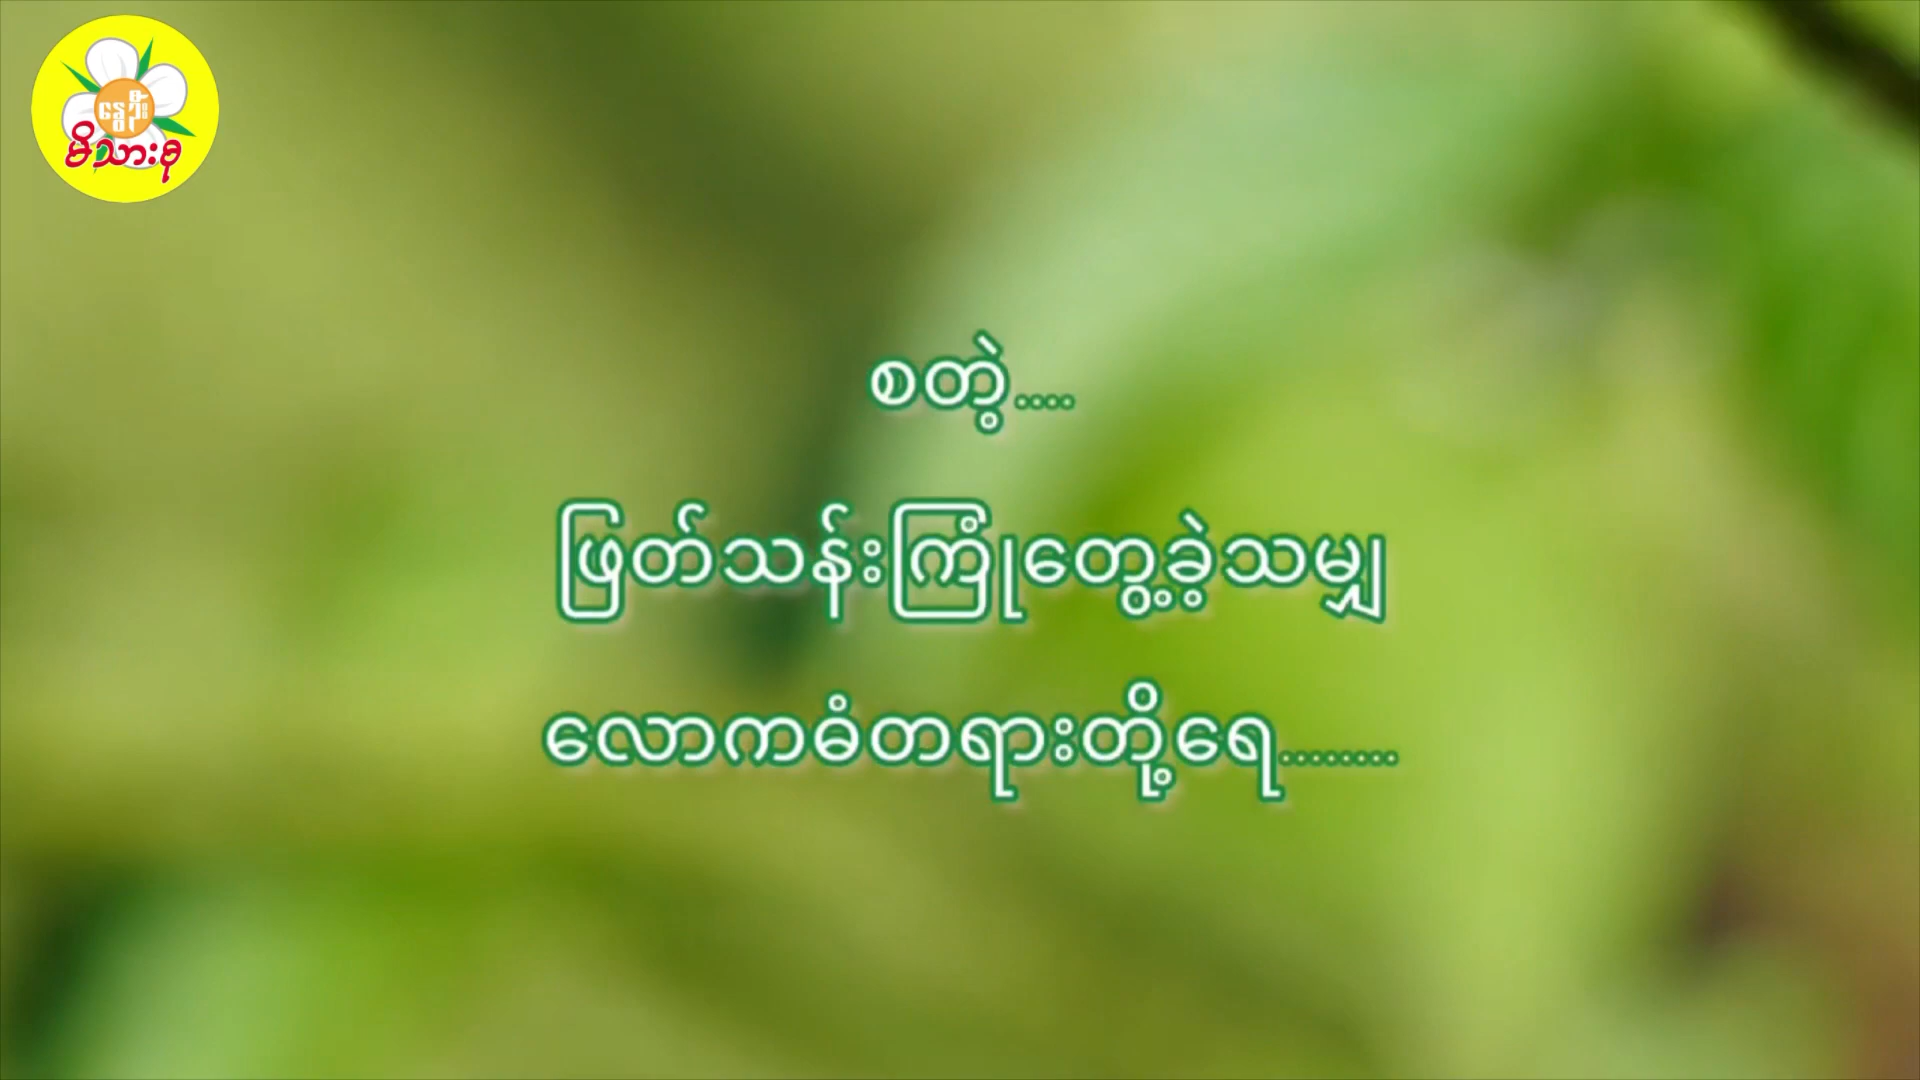 နွေဦး
မိသားစု
စတဲ့....
ဖြတ်သန်းကြုံတွေ့ခဲ့သမျှ
လောကဓံတရားတို့ရေ........